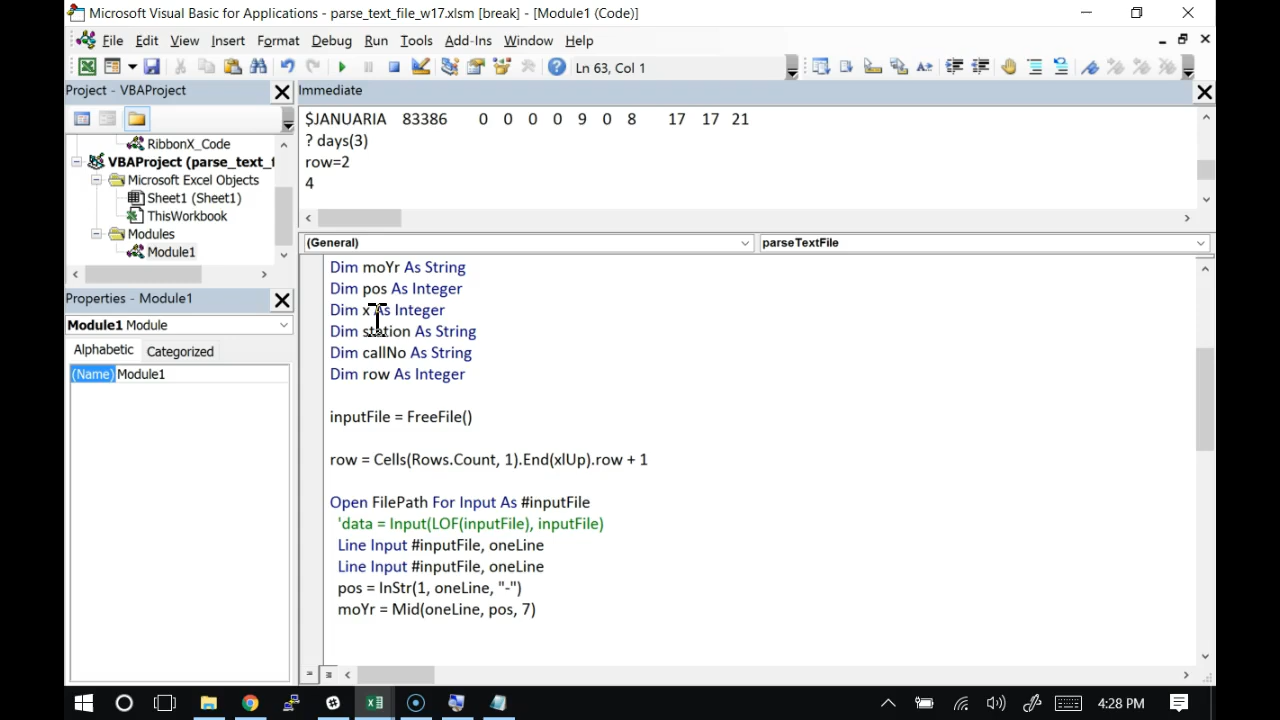 Microsoft Visual Basic for Applications - parse_text_file_w17.xlsm [break] - [Module1 (Code)]
File Edit View Insert Format Debug Run Tools Add-Ins Window Help
Ln 63, Col 1
Project - VBAProject
RibbonX_Code
VBAProject (parse_text_f
Microsoft Excel Objects
Sheet1 (Sheet1)
ThisWorkbook
Modules
Module1
Properties - Module1
Module1 Module
Alphabetic Categorized
(Name) Module1
Immediate
$JANUARIA 83386 0 0 0 0 9 0 8 17 17 21
? days(3)
row=2
4
(General) parseTextFile
Dim moYr As String
Dim pos As Integer
Dim x As Integer
Dim station As String
Dim callNo As String
Dim row As Integer
inputFile = FreeFile()
row = Cells(Rows.Count, 1).End(xlUp).row + 1
Open FilePath For Input As #inputFile
'data = Input(LOF(inputFile), inputFile)
Line Input #inputFile, oneLine
Line Input #inputFile, oneLine
pos = InStr(1, oneLine, "-")
moYr = Mid(oneLine, pos, 7)
4:28 PM